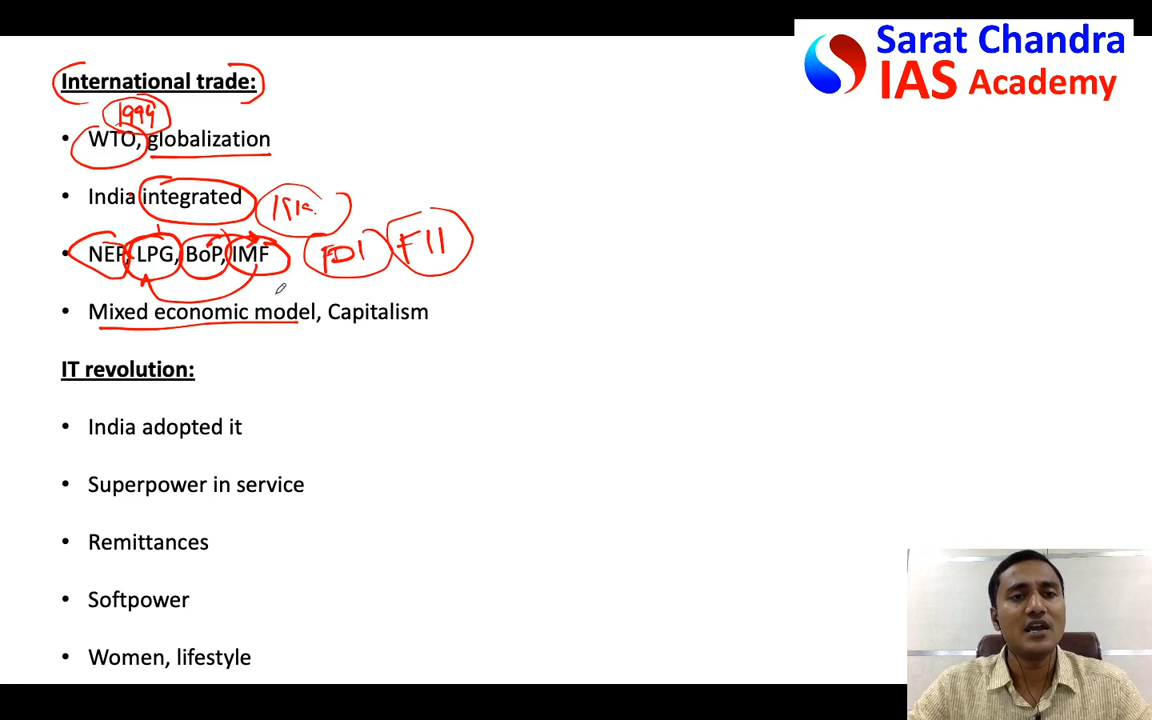 Sarat Chandra
IAS Academy
International trade:
1994
• WTO, globalization
• India integrated
• NEP, LPG, BoP, IMF FDI FII
• Mixed economic model, Capitalism
IT revolution:
• India adopted it
• Superpower in service
• Remittances
• Softpower
• Women, lifestyle